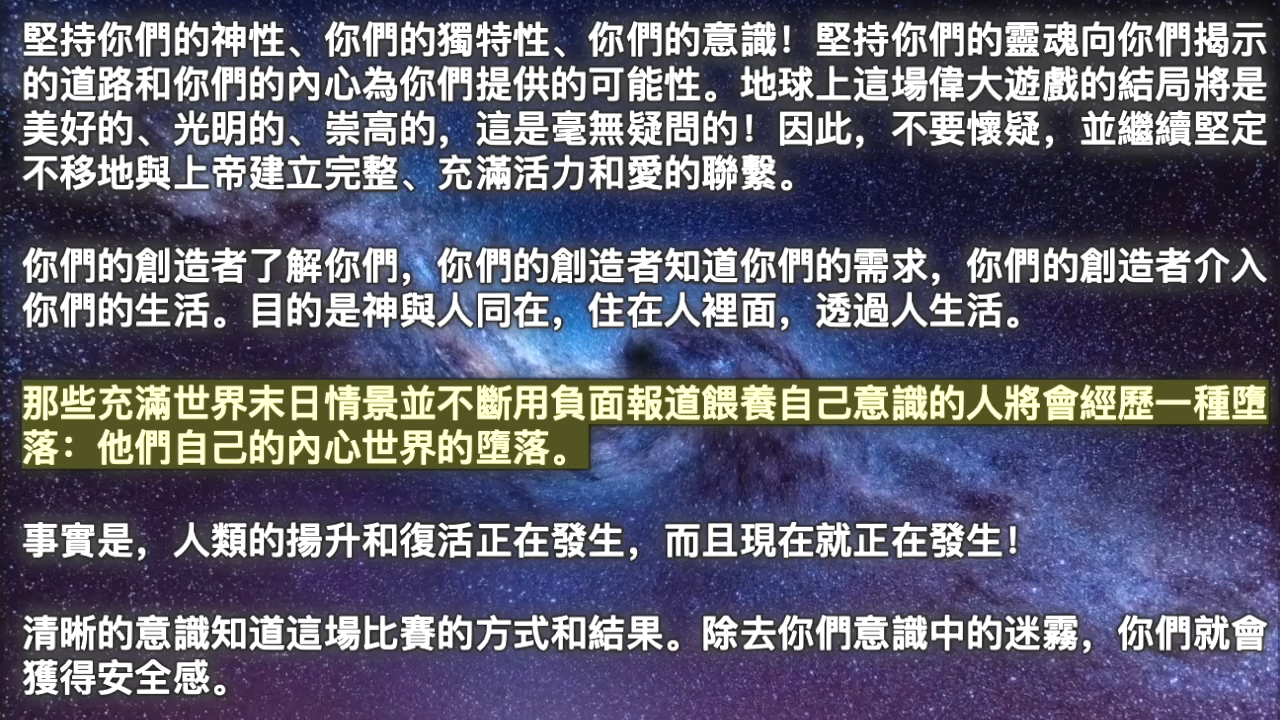 堅持你們的神性、你們的獨特性、你們的意識！堅持你們的靈魂向你們揭示
的道路和你們的內心為你們提供的可能性。地球上這場偉大遊戲的結局將是
美好的、光明的、崇高的，這是毫無疑問的！因此，不要懷疑，並繼續堅定
不移地與上帝建立完整、充滿活力和愛的聯繫。
你們的創造者了解你們，你們的創造者知道你們的需求，你們的創造者介入
你們的生活。目的是神與人同在，住在人裡面，透過人生活。
那些充滿世界末日情景並不斷用負面報道餵養自己意識的人將會經歷一種墮
落：他們自己的內心世界的墮落。
事實是，人類的揚升和復活正在發生，而且現在就正在發生！
清晰的意識知道這場比賽的方式和結果。除去你們意識中的迷霧，你們就會
獲得安全感。